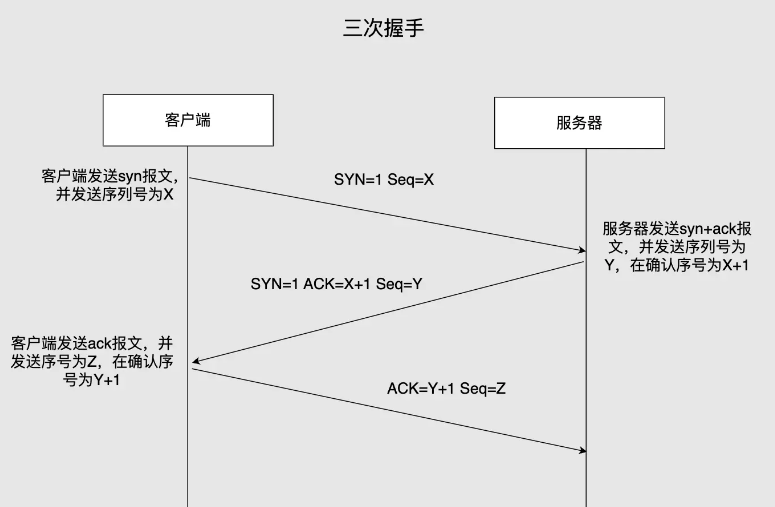 三次握手
客户端
服务器
客户端发送syn报文，
并发送序列号为X
SYN=1 Seq=X
服务器发送syn+ack报
文，并发送序列号为
Y，在确认序号为X+1
SYN=1 ACK=X+1 Seq=Y
客户端发送ack报文，并
发送序号为Z，在确认序
号为Y+1
ACK=Y+1 Seq=Z